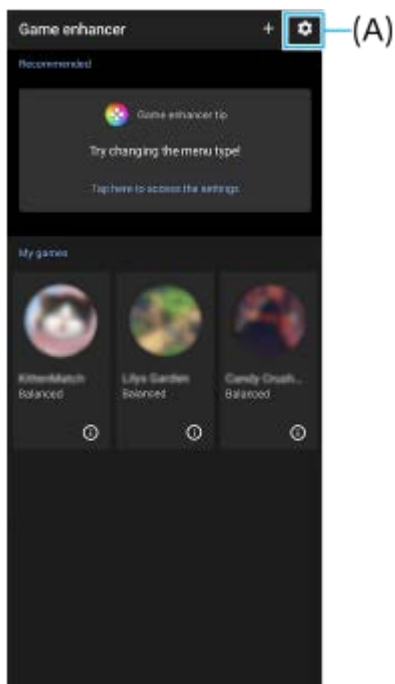 Game enhancer +
(A)
Recommended
Game enhancer tip
Try changing the menu type!
Tap here to access the settings
My games
KittenMatch
Lilys Garden
Candy Crush...
Balanced
Balanced
Balanced